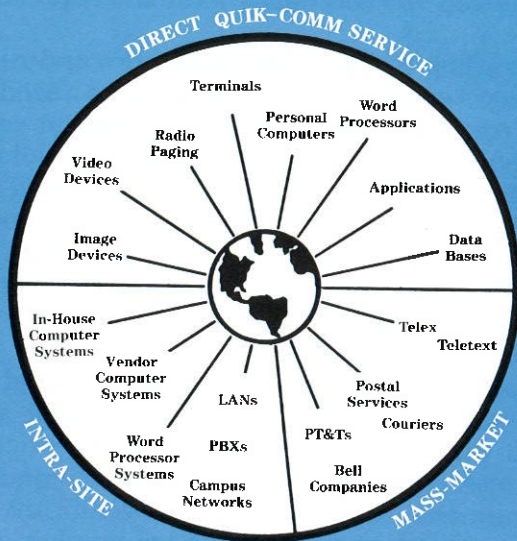 DIRECT QUIK-COMM SERVICE
Terminals
Personal
Computers
Word
Processors
Radio
Paging
Video
Devices
Applications
Image
Devices
Data
Bases
In-House
Computer
Systems
Vendor
Computer
Systems
Word
Processor
Systems
LANs
PBXs
Campus
Networks
Telex
Teletext
Postal
Services
Couriers
PT&Ts
Bell
Companies
INTRA-SITE
MASS-MARKET